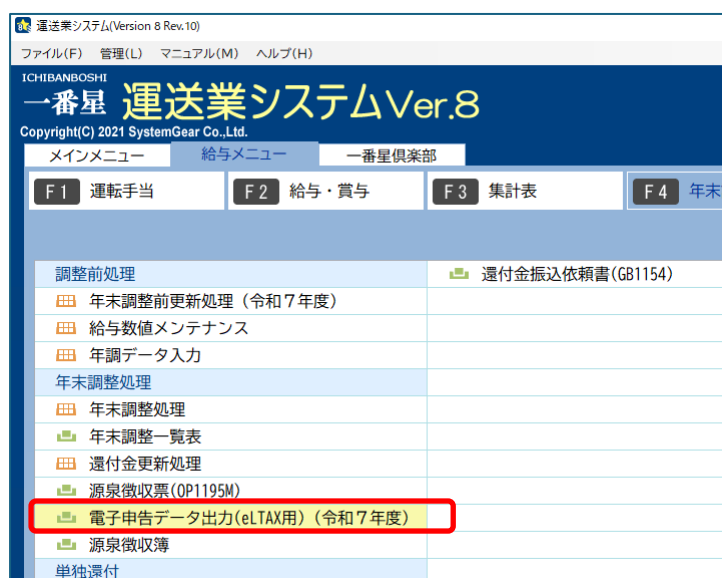 運送業システム(Version 8 Rev.10)
ファイル(F) 管理(L) マニュアル(M) ヘルプ(H)
ICHIBANBOSHI
一番星 運送業システムVer.8
Copyright(C) 2021 SystemGear Co.,Ltd.
メインメニュー 給与メニュー 一番星倶楽部
F1 運転手当 F2 給与・賞与 F3 集計表 F4 年末
調整前処理 還付金振込依頼書(GB1154)
年末調整前更新処理（令和７年度）
給与数値メンテナンス
年調データ入力
年末調整処理
年末調整処理
年末調整一覧表
還付金更新処理
源泉徴収票(OP1195M)
電子申告データ出力(eLTAX用)（令和７年度）
源泉徴収簿
単独還付